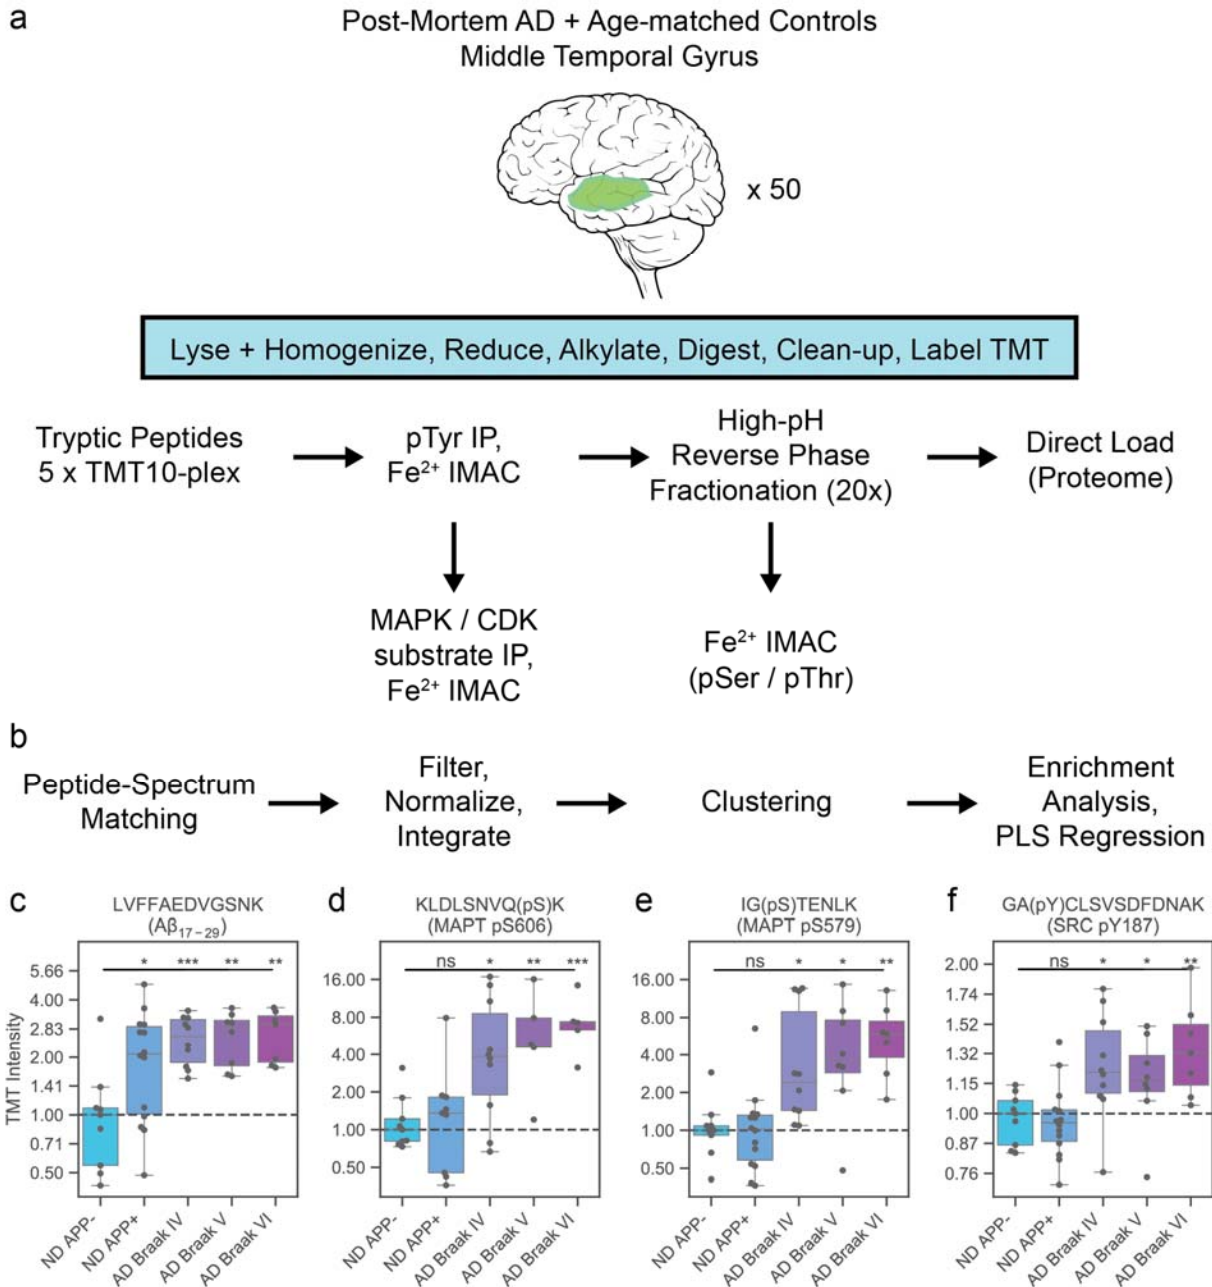 a
Post-Mortem AD + Age-matched Controls
Middle Temporal Gyrus
x 50
Lyse + Homogenize, Reduce, Alkylate, Digest, Clean-up, Label TMT
Tryptic Peptides
5 x TMT10-plex
pTyr IP,
Fe²⁺ IMAC
High-pH
Reverse Phase
Fractionation (20x)
Direct Load
(Proteome)
MAPK / CDK
substrate IP,
Fe²⁺ IMAC
Fe²⁺ IMAC
(pSer / pThr)
b
Peptide-Spectrum
Matching
Filter,
Normalize,
Integrate
Clustering
Enrichment
Analysis,
PLS Regression
c
LVFFAEDVGSNK
(Aβ₁₇₋₂₉)
TMT Intensity
5.66
4.00
2.83
2.00
1.41
1.00
0.71
0.50
* *** ** **
ND APP-
ND APP+
AD Braak IV
AD Braak V
AD Braak VI
d
KLDLSNVQ(pS)K
(MAPT pS606)
16.00
8.00
4.00
2.00
1.00
0.50
ns * ** ***
ND APP-
ND APP+
AD Braak IV
AD Braak V
AD Braak VI
e
IG(pS)TENLK
(MAPT pS579)
16.00
8.00
4.00
2.00
1.00
0.50
ns * * **
ND APP-
ND APP+
AD Braak IV
AD Braak V
AD Braak VI
f
GA(pY)CLSVSDFDNAK
(SRC pY187)
2.00
1.74
1.52
1.32
1.15
1.00
0.87
0.76
ns * * **
ND APP-
ND APP+
AD Braak IV
AD Braak V
AD Braak VI